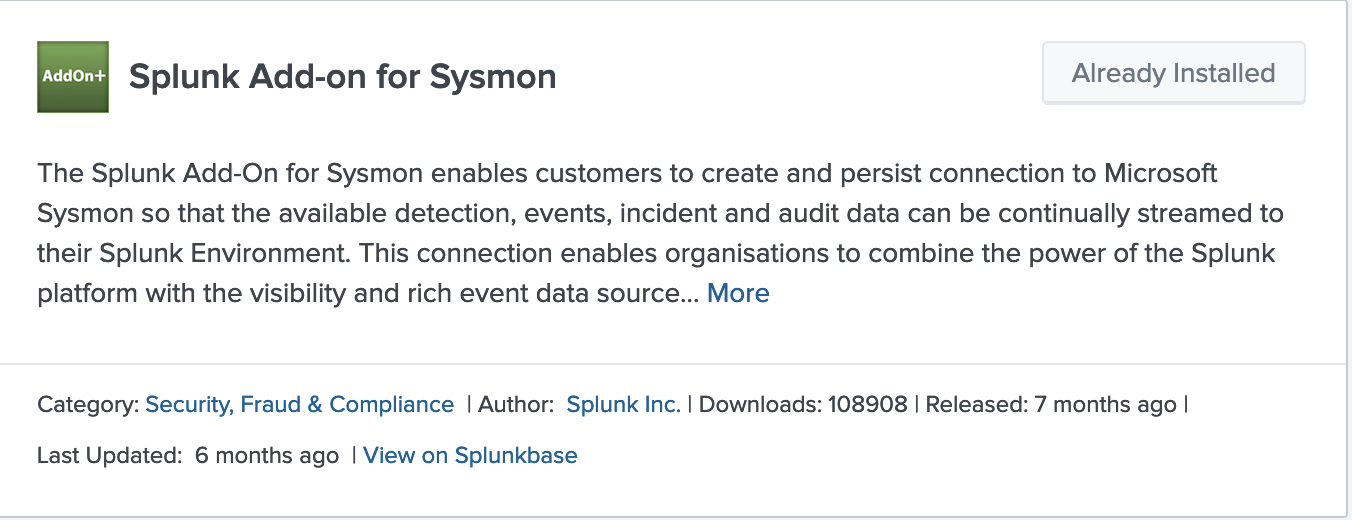 AddOn+
Splunk Add-on for Sysmon
Already Installed
The Splunk Add-On for Sysmon enables customers to create and persist connection to Microsoft
Sysmon so that the available detection, events, incident and audit data can be continually streamed to
their Splunk Environment. This connection enables organisations to combine the power of the Splunk
platform with the visibility and rich event data source... More
Category: Security, Fraud & Compliance | Author: Splunk Inc. | Downloads: 108908 | Released: 7 months ago |
Last Updated: 6 months ago | View on Splunkbase